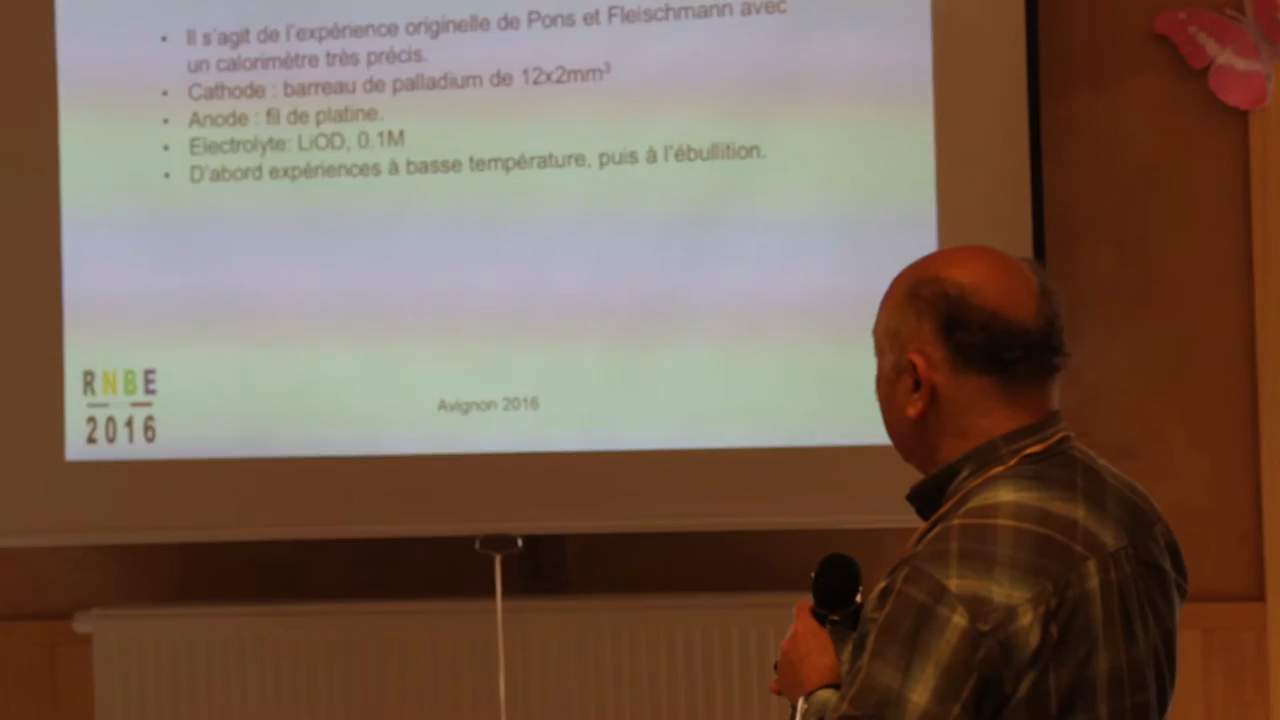 • Il s'agit de l'expérience originelle de Pons et Fleischmann avec
un calorimètre très précis.
• Cathode : barreau de palladium de 12x2mm³
• Anode : fil de platine.
• Electrolyte: LiOD, 0.1M
• D'abord expériences à basse température, puis à l'ébullition.
RNBE
2016
Avignon 2016